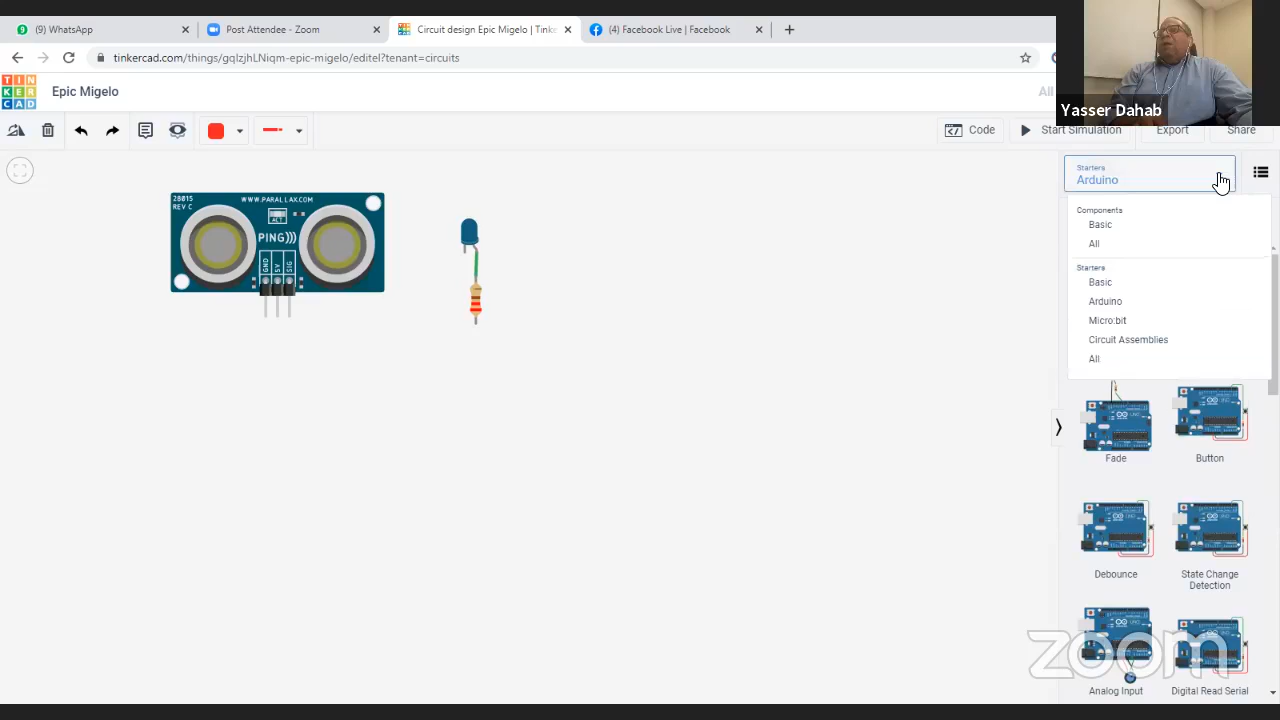 (9) WhatsApp
Post Attendee - Zoom
Circuit design Epic Migelo | Tinke
(4) Facebook Live | Facebook
tinkercad.com/things/gqlzjhLNiqm-epic-migelo/editel?tenant=circuits
Yasser Dahab
TINKERCAD
Epic Migelo
All
Code
Start Simulation
Export
Share
Starters
Arduino
Components
Basic
All
Starters
Basic
Arduino
Micro:bit
Circuit Assemblies
All
28015
REV C
WWW.PARALLAX.COM
PING)))
GND
5V
SIG
Fade
Button
Debounce
State Change
Detection
Analog Input
Digital Read Serial
zoom